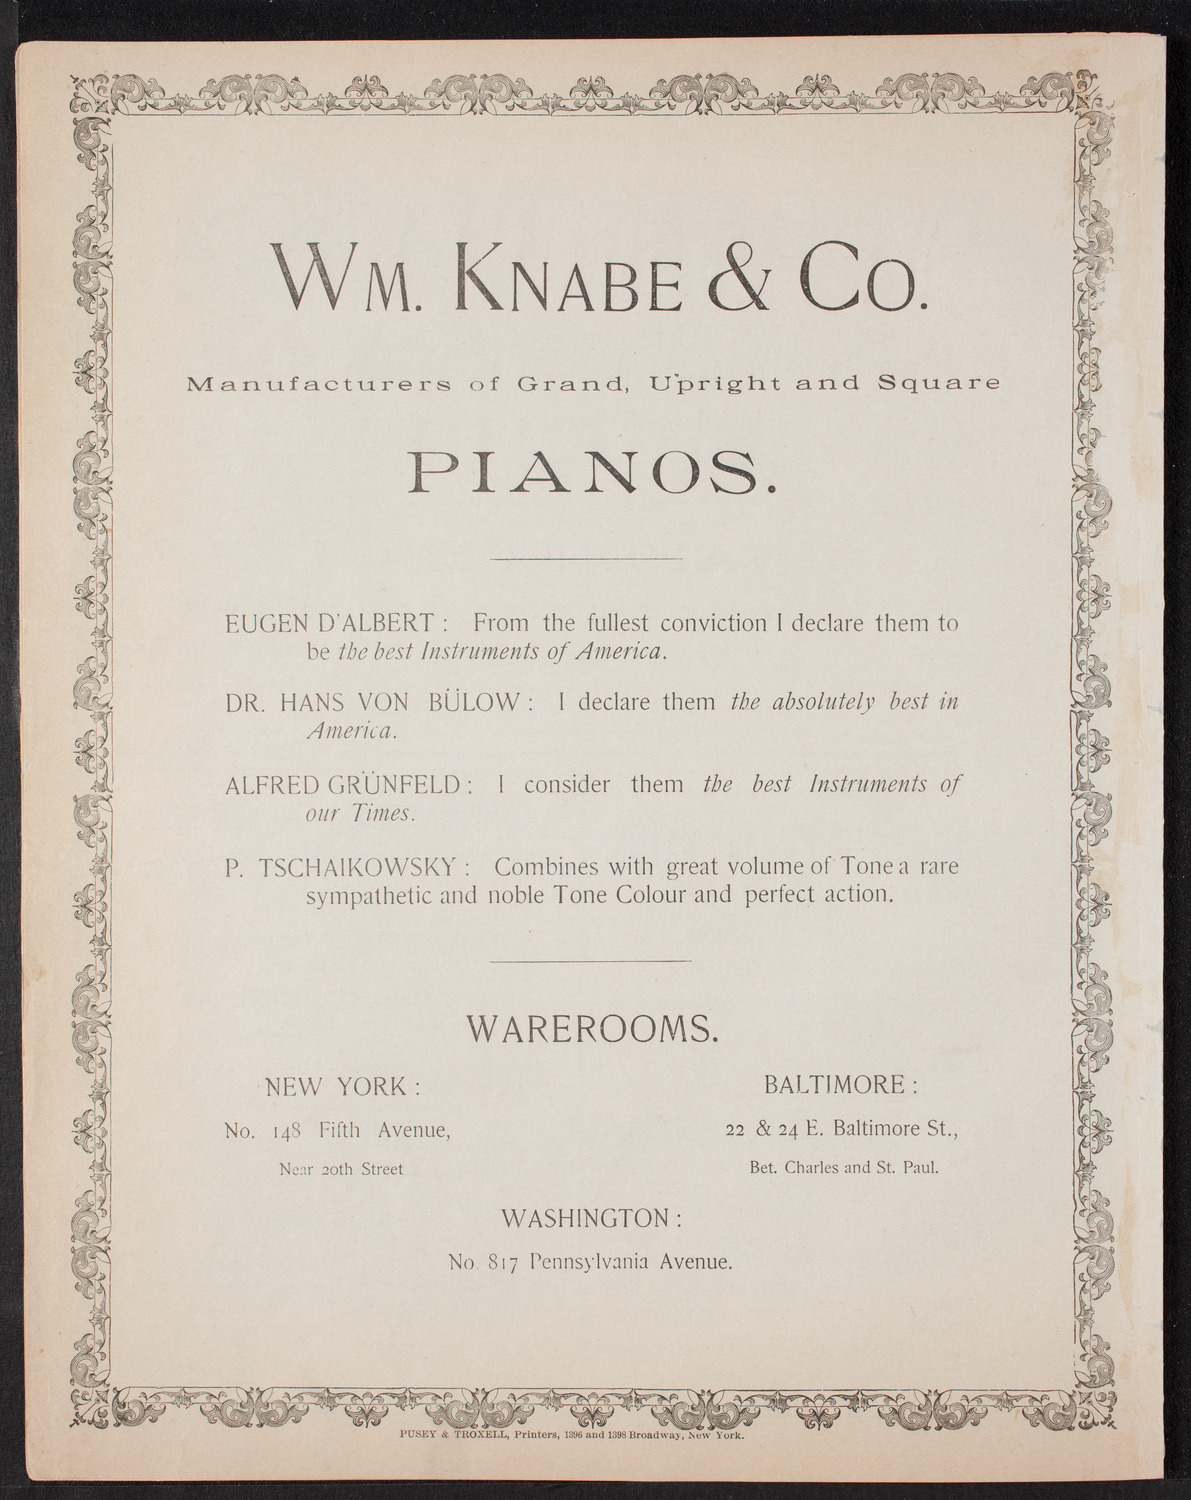 WM. KNABE & CO.
Manufacturers of Grand, Upright and Square
PIANOS.
EUGEN D'ALBERT : From the fullest conviction I declare them to
be the best Instruments of America.
DR. HANS VON BÜLOW : I declare them the absolutely best in
America.
ALFRED GRÜNFELD : I consider them the best Instruments of
our Times.
P. TSCHAIKOWSKY : Combines with great volume of Tone a rare
sympathetic and noble Tone Colour and perfect action.
WAREROOMS.
NEW YORK :
No. 148 Fifth Avenue,
Near 20th Street
BALTIMORE :
22 & 24 E. Baltimore St.,
Bet. Charles and St. Paul.
WASHINGTON :
No. 817 Pennsylvania Avenue.
PUSEY & TROXELL, Printers, 1396 and 1398 Broadway, New York.